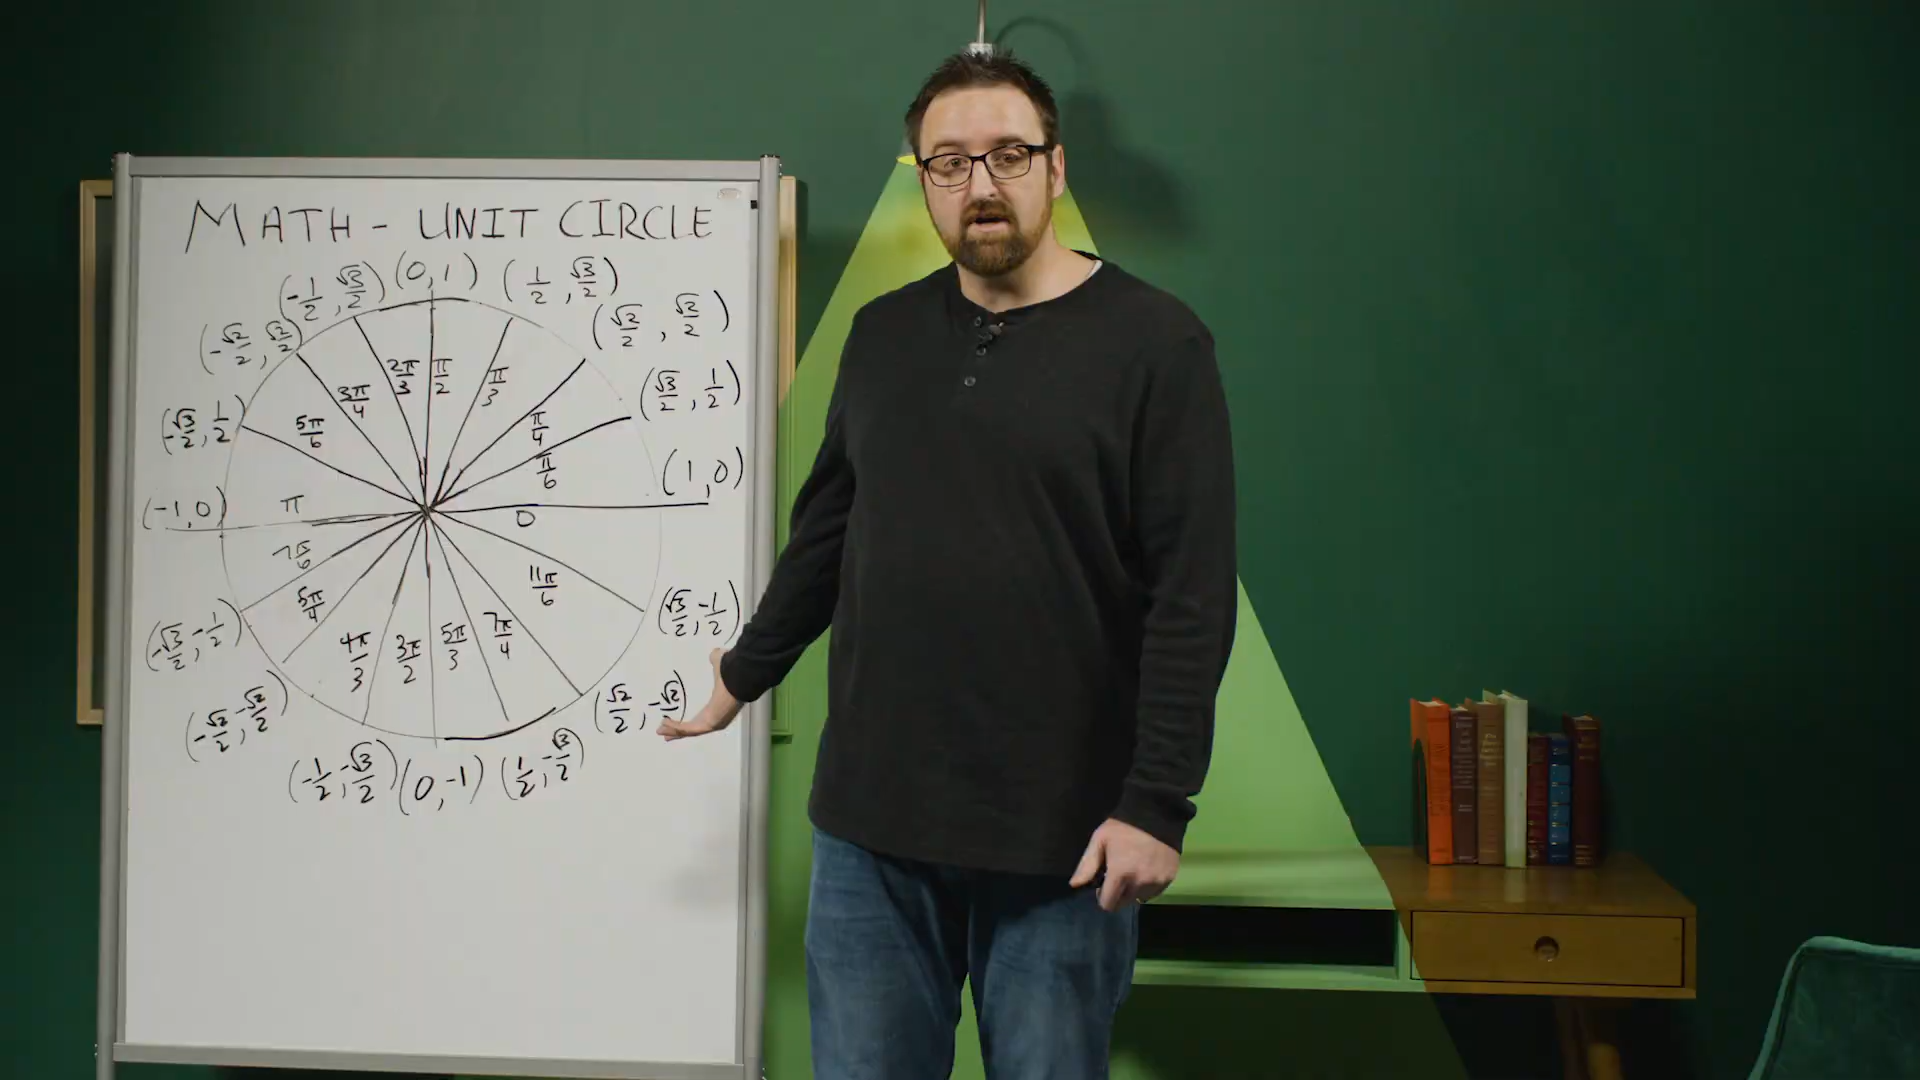 MATH - UNIT CIRCLE
(-1/2, √3/2) (0,1) (1/2, √3/2)
(-√2/2, √2/2) (√2/2, √2/2)
(-√3/2, 1/2) (√3/2, 1/2)
5π/6 3π/4 2π/3 π/2 π/3 π/4 π/6
(-1,0) π 0 (1,0)
7π/6 5π/4 4π/3 3π/2 5π/3 7π/4 11π/6
(-√3/2, -1/2) (√3/2, -1/2)
(-√2/2, -√2/2) (√2/2, -√2
(-1/2, -√3/2) (0,-1) (1/2, -√3/2)